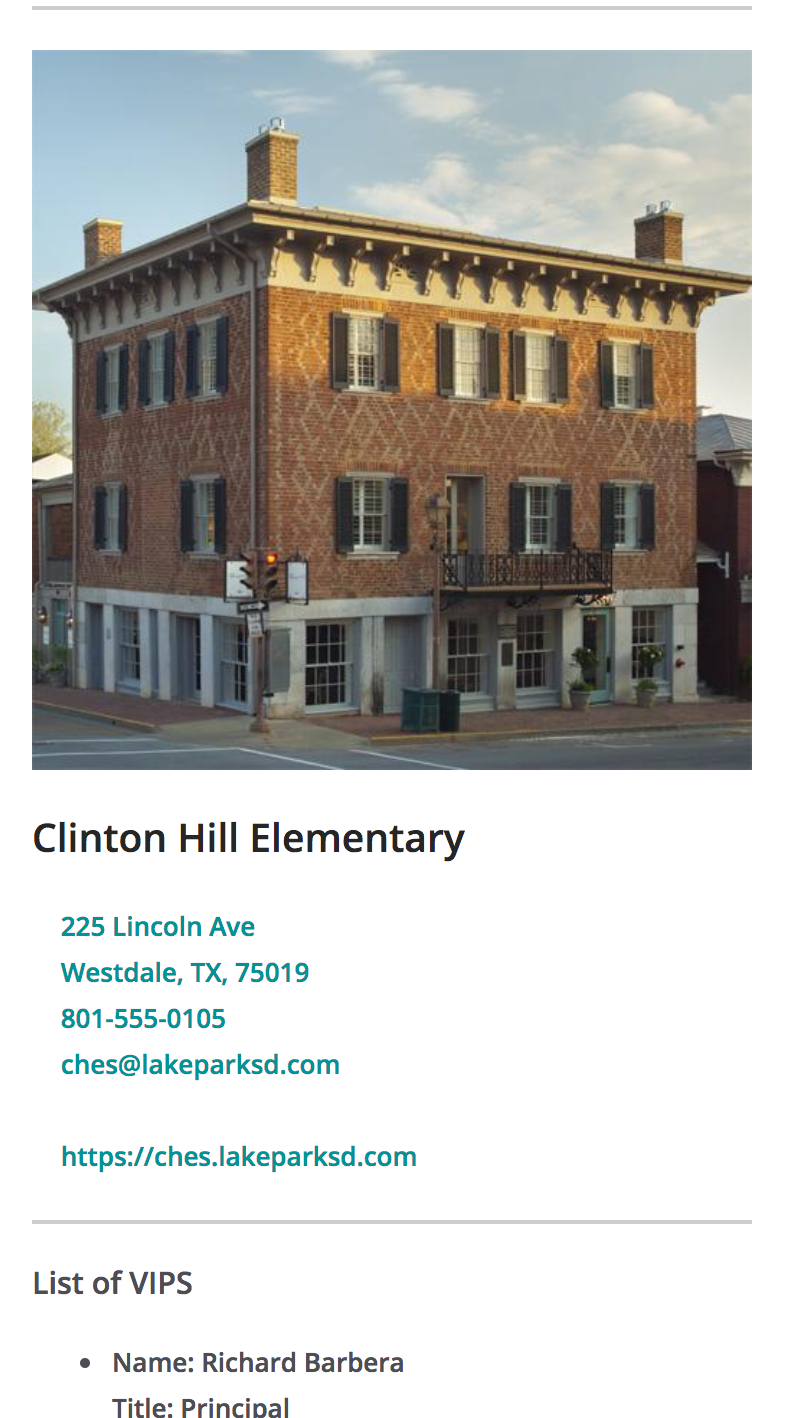 Clinton Hill Elementary
225 Lincoln Ave
Westdale, TX, 75019
801-555-0105
ches@lakeparksd.com
https://ches.lakeparksd.com
List of VIPS
• Name: Richard Barbera
Title: Principal